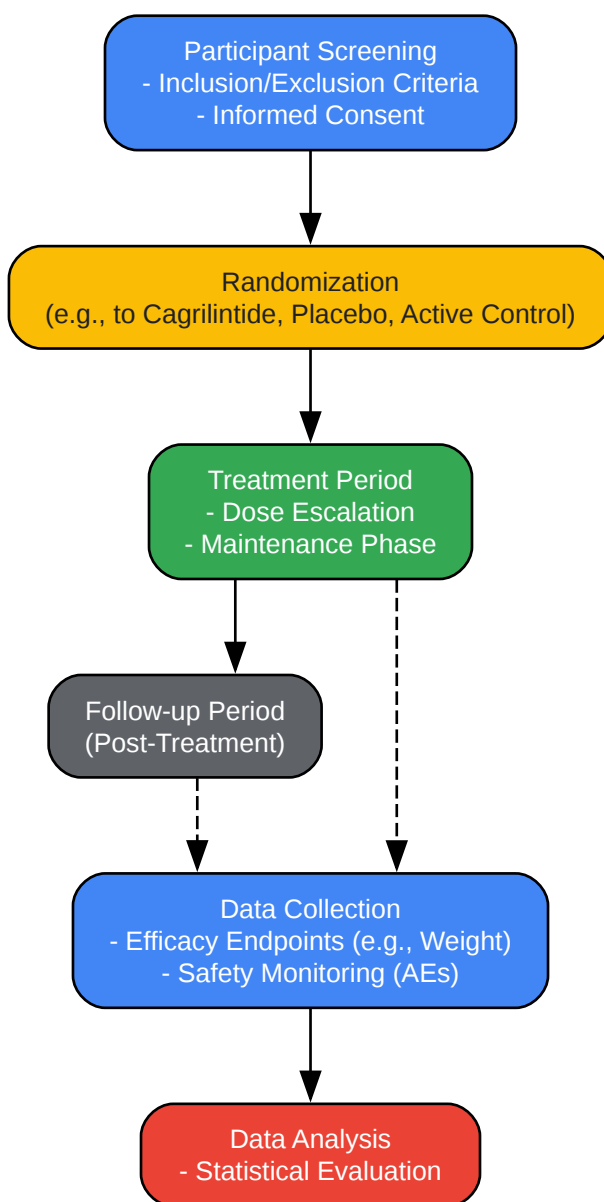 Participant Screening
- Inclusion/Exclusion Criteria
- Informed Consent
Randomization
(e.g., to Cagrilintide, Placebo, Active Control)
Treatment Period
- Dose Escalation
- Maintenance Phase
Follow-up Period
(Post-Treatment)
Data Collection
- Efficacy Endpoints (e.g., Weight)
- Safety Monitoring (AEs)
Data Analysis
- Statistical Evaluation